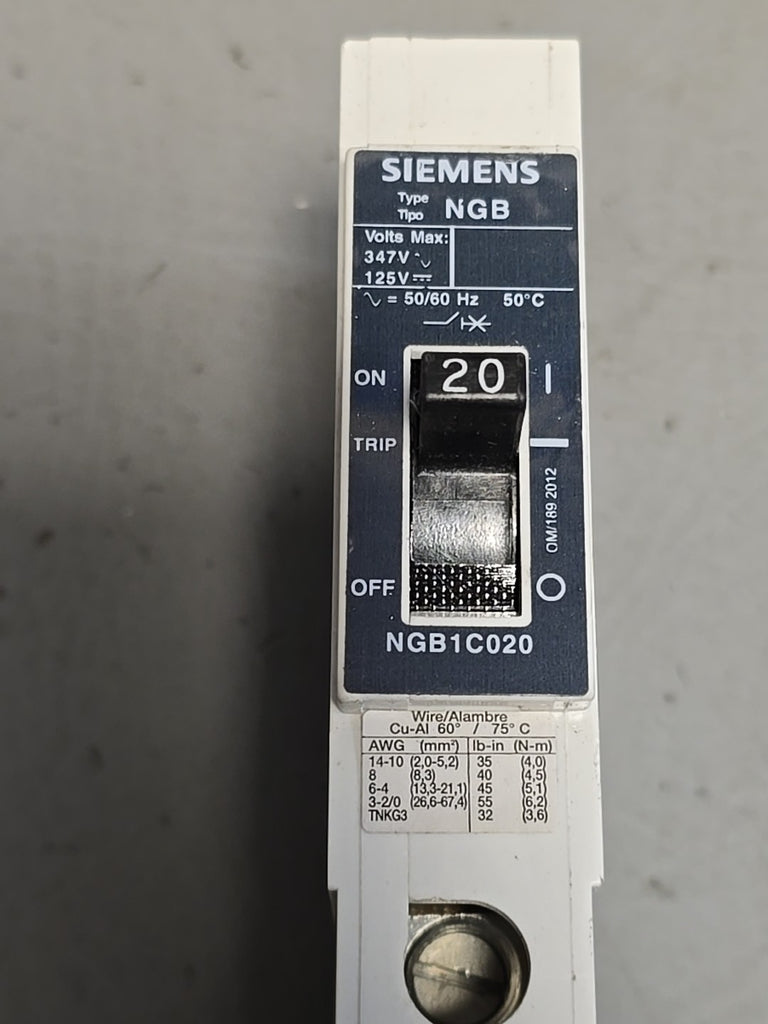 SIEMENS
Type
Tipo NGB
Volts Max:
347V ∿
125V ⎓
∿ = 50/60 Hz 50°C
20
ON I
TRIP
OM/189 2012
OFF O
NGB1C020
Wire/Alambre
Cu-Al 60° / 75° C
AWG (mm²) lb-in (N-m)
14-10 (2,0-5,2) 35 (4,0)
8 (8,3) 40 (4,5)
6-4 (13,3-21,1) 45 (5,1)
3-2/0 (26,6-67,4) 55 (6,2)
TNKG3 32 (3,6)